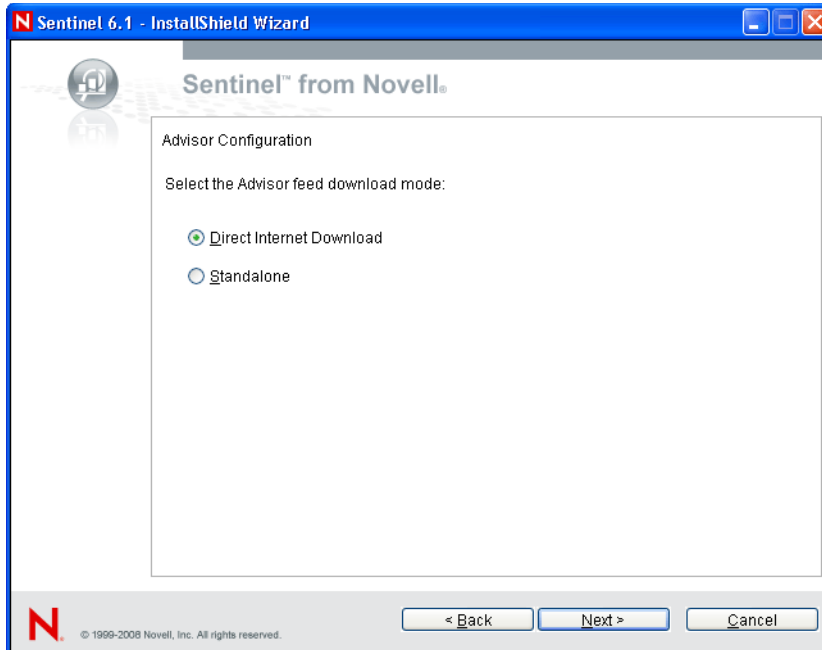 N Sentinel 6.1 - InstallShield Wizard
Sentinel™ from Novell®
Advisor Configuration
Select the Advisor feed download mode:
Direct Internet Download
Standalone
N® © 1999-2008 Novell, Inc. All rights reserved.
< Back Next > Cancel